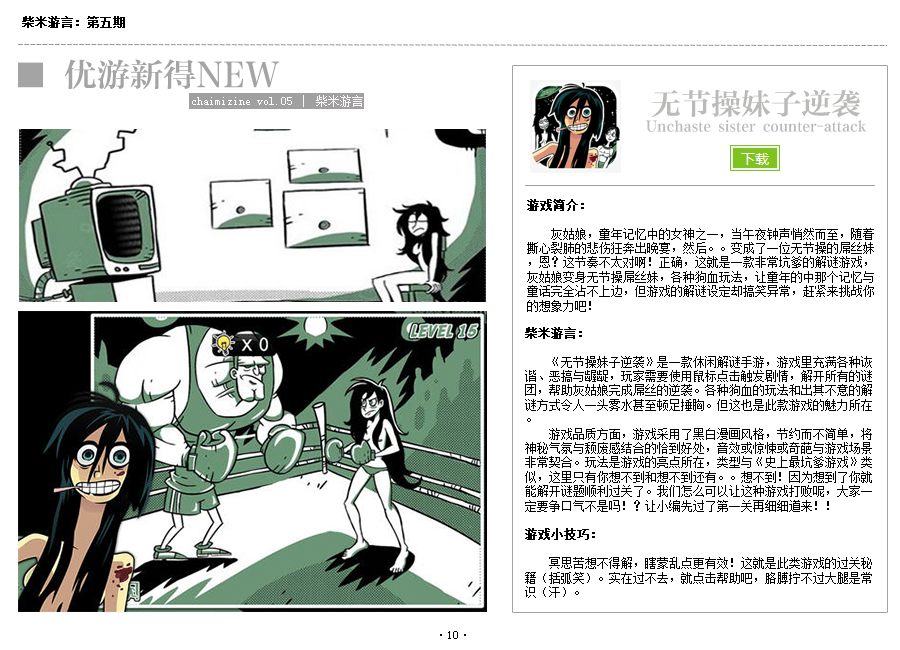 柴米游言：第五期
优游新得NEW
chaimizine vol.05 | 柴米游言
LEVEL 15
X 0
无节操妹子逆袭
Unchaste sister counter-attack
下载
游戏简介：
灰姑娘，童年记忆中的女神之一，当午夜钟声悄然而至，随着
撕心裂肺的悲伤狂奔出晚宴，然后。。变成了一位无节操的屌丝妹
，恩？这节奏不太对啊！正确，这就是一款非常坑爹的解谜游戏，
灰姑娘变身无节操屌丝妹，各种狗血玩法，让童年的中那个记忆与
童话完全沾不上边，但游戏的解谜设定却搞笑异常，赶紧来挑战你
的想象力吧！
柴米游言：
《无节操妹子逆袭》是一款休闲解谜手游，游戏里充满各种诙
谐、恶搞与龌龊，玩家需要使用鼠标点击触发剧情，解开所有的谜
团，帮助灰姑娘完成屌丝的逆袭。各种狗血的玩法和出其不意的解
谜方式令人一头雾水甚至顿足捶胸。但这也是此款游戏的魅力所在
。
游戏品质方面，游戏采用了黑白漫画风格，节约而不简单，将
神秘气氛与颓废感结合的恰到好处，音效或惊悚或奇葩与游戏场景
非常契合。玩法是游戏的亮点所在，类型与《史上最坑爹游戏》类
似，这里只有你想不到和想不到还有。。想不到！因为想到了你就
能解开谜题顺利过关了。我们怎么可以让这种游戏打败呢，大家一
定要争口气不是吗！？让小编先过了第一关再细细道来！！
游戏小技巧：
冥思苦想不得解，瞎蒙乱点更有效！这就是此类游戏的过关秘
籍（括弧笑）。实在过不去，就点击帮助吧，胳膊拧不过大腿是常
识（汗）。
· 10 ·